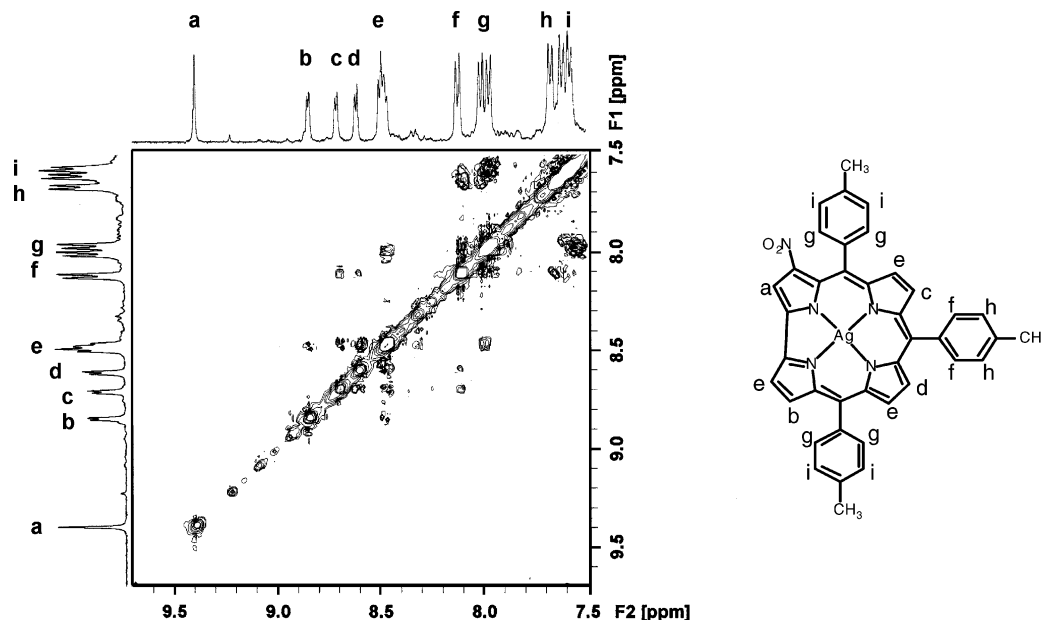 a b c d e f g h i
F1 [ppm]
7.5
8.0
8.5
9.0
9.5
i
h
g
f
e
d
c
b
a
9.5 9.0 8.5 8.0 7.5
F2 [ppm]
CH3
i i
g g
O2N
e
a c
N N
f h
Ag
CH
f h
N N
e d
b e
g g
i i
CH3